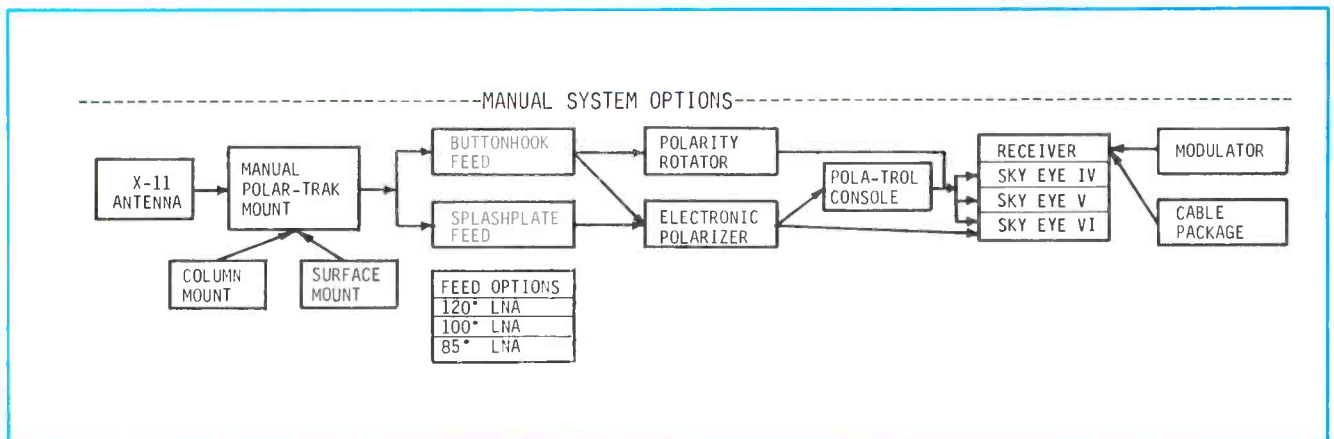 MANUAL SYSTEM OPTIONS
X-11
ANTENNA
MANUAL
POLAR-TRAK
MOUNT
COLUMN
MOUNT
SURFACE
MOUNT
BUTTONHOOK
FEED
SPLASHPLATE
FEED
FEED OPTIONS
120° LNA
100° LNA
85° LNA
POLARITY
ROTATOR
ELECTRONIC
POLARIZER
POLA-TROL
CONSOLE
RECEIVER
SKY EYE IV
SKY EYE V
SKY EYE VI
MODULATOR
CABLE
PACKAGE